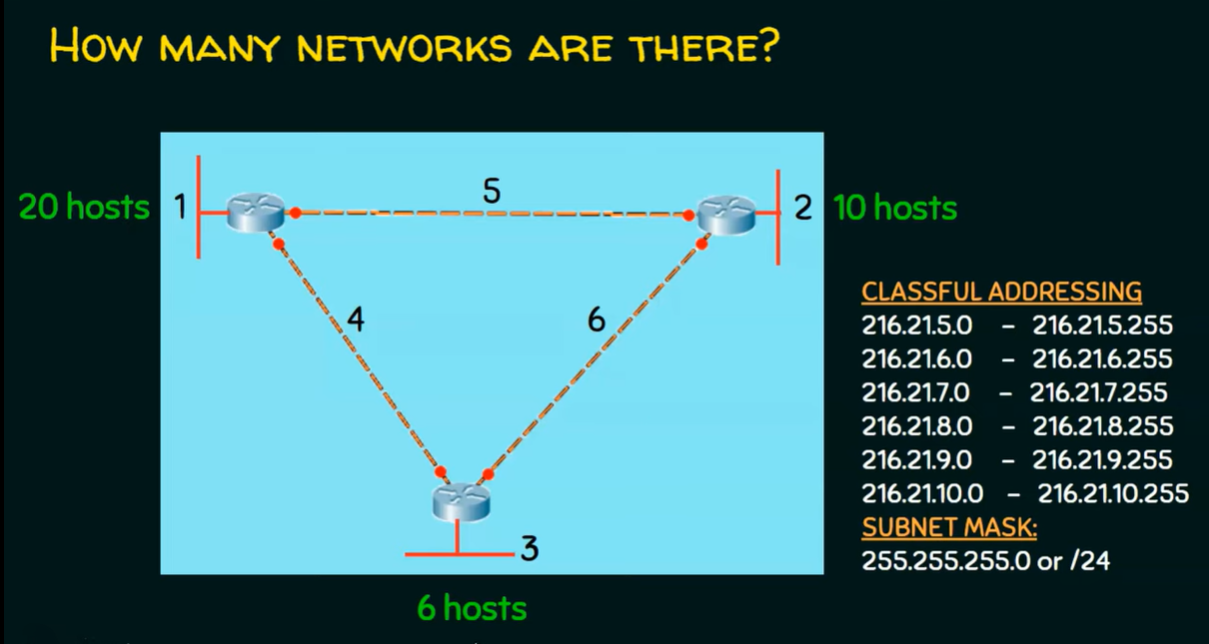 HOW MANY NETWORKS ARE THERE?
20 hosts
1
5
2
10 hosts
4
6
3
6 hosts
CLASSFUL ADDRESSING
216.21.5.0 – 216.21.5.255
216.21.6.0 – 216.21.6.255
216.21.7.0 – 216.21.7.255
216.21.8.0 – 216.21.8.255
216.21.9.0 – 216.21.9.255
216.21.10.0 – 216.21.10.255
SUBNET MASK:
255.255.255.0 or /24